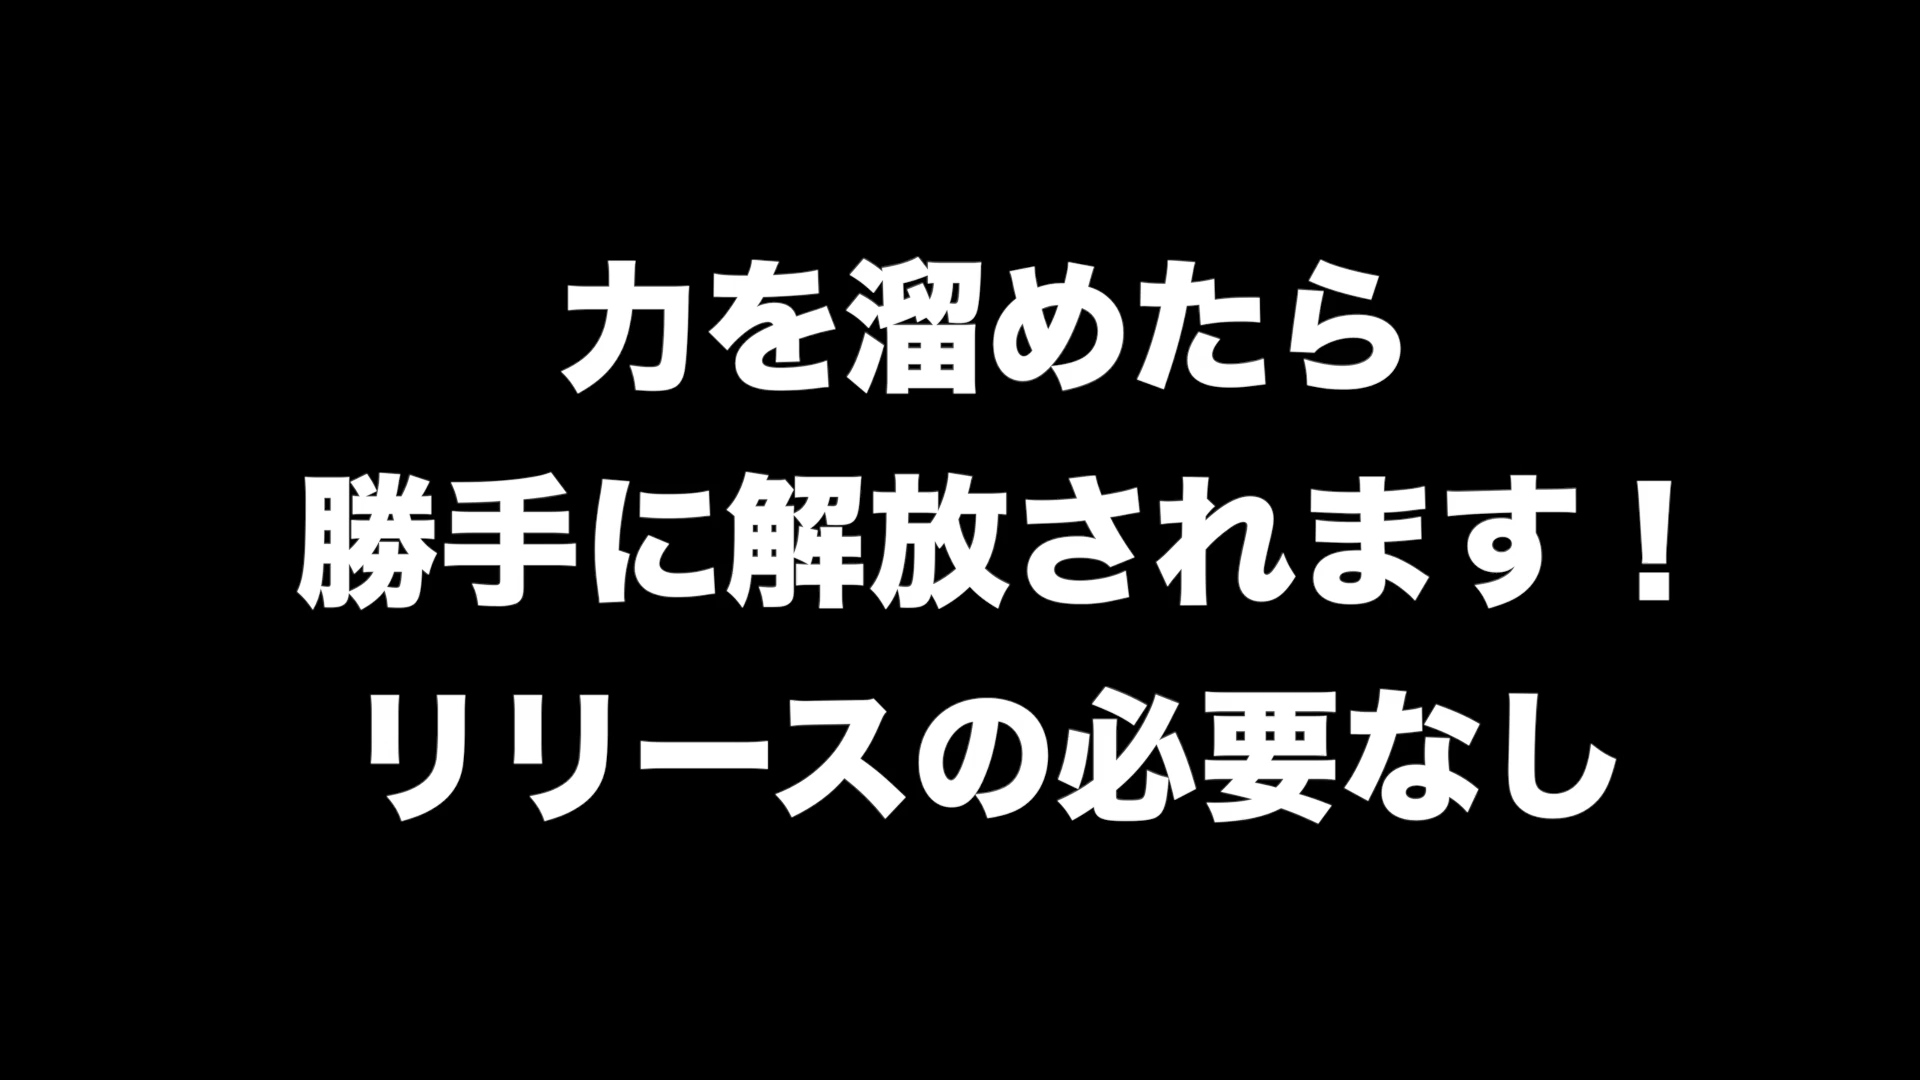 力を溜めたら
勝手に解放されます！
リリースの必要なし